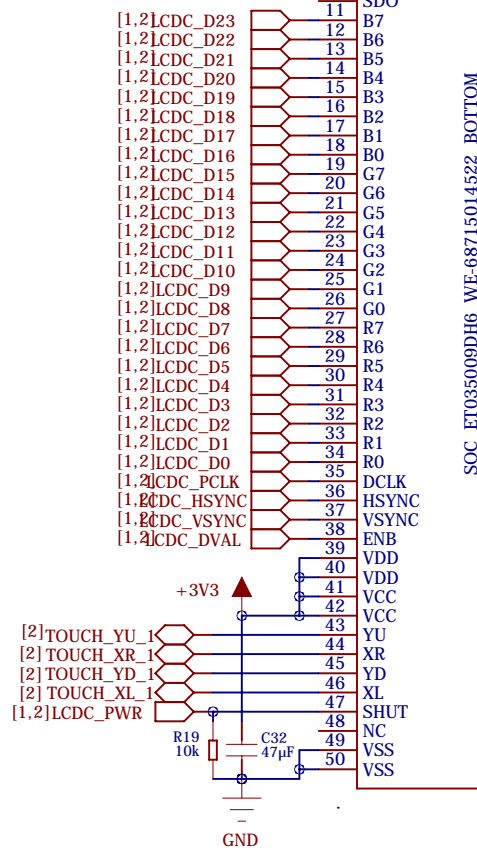 SDO
[1,2]LCDC_D23 11 B7
[1,2]LCDC_D22 12 B6
[1,2]LCDC_D21 13 B5
[1,2]LCDC_D20 14 B4
[1,2]LCDC_D19 15 B3
[1,2]LCDC_D18 16 B2
[1,2]LCDC_D17 17 B1
[1,2]LCDC_D16 18 B0
[1,2]LCDC_D15 19 G7
[1,2]LCDC_D14 20 G6
[1,2]LCDC_D13 21 G5
[1,2]LCDC_D12 22 G4
[1,2]LCDC_D11 23 G3
[1,2]LCDC_D10 24 G2
[1,2]LCDC_D9 25 G1
[1,2]LCDC_D8 26 G0
[1,2]LCDC_D7 27 R7
[1,2]LCDC_D6 28 R6
[1,2]LCDC_D5 29 R5
[1,2]LCDC_D4 30 R4
[1,2]LCDC_D3 31 R3
[1,2]LCDC_D2 32 R2
[1,2]LCDC_D1 33 R1
[1,2]LCDC_D0 34 R0
[1,2]LCDC_PCLK 35 DCLK
[1,2]LCDC_HSYNC 36 HSYNC
[1,2]LCDC_VSYNC 37 VSYNC
[1,2]LCDC_DVAL 38 ENB
39 VDD
40 VDD
+3V3 41 VCC
42 VCC
[2] TOUCH_YU_1 43 YU
[2] TOUCH_XR_1 44 XR
[2] TOUCH_YD_1 45 YD
[2] TOUCH_XL_1 46 XL
[1,2]LCDC_PWR 47 SHUT
48 NC
R19 C32 49 VSS
10k 47µF 50 VSS
GND
SOC ET035009DH6 WE-68715014522 BOTTOM